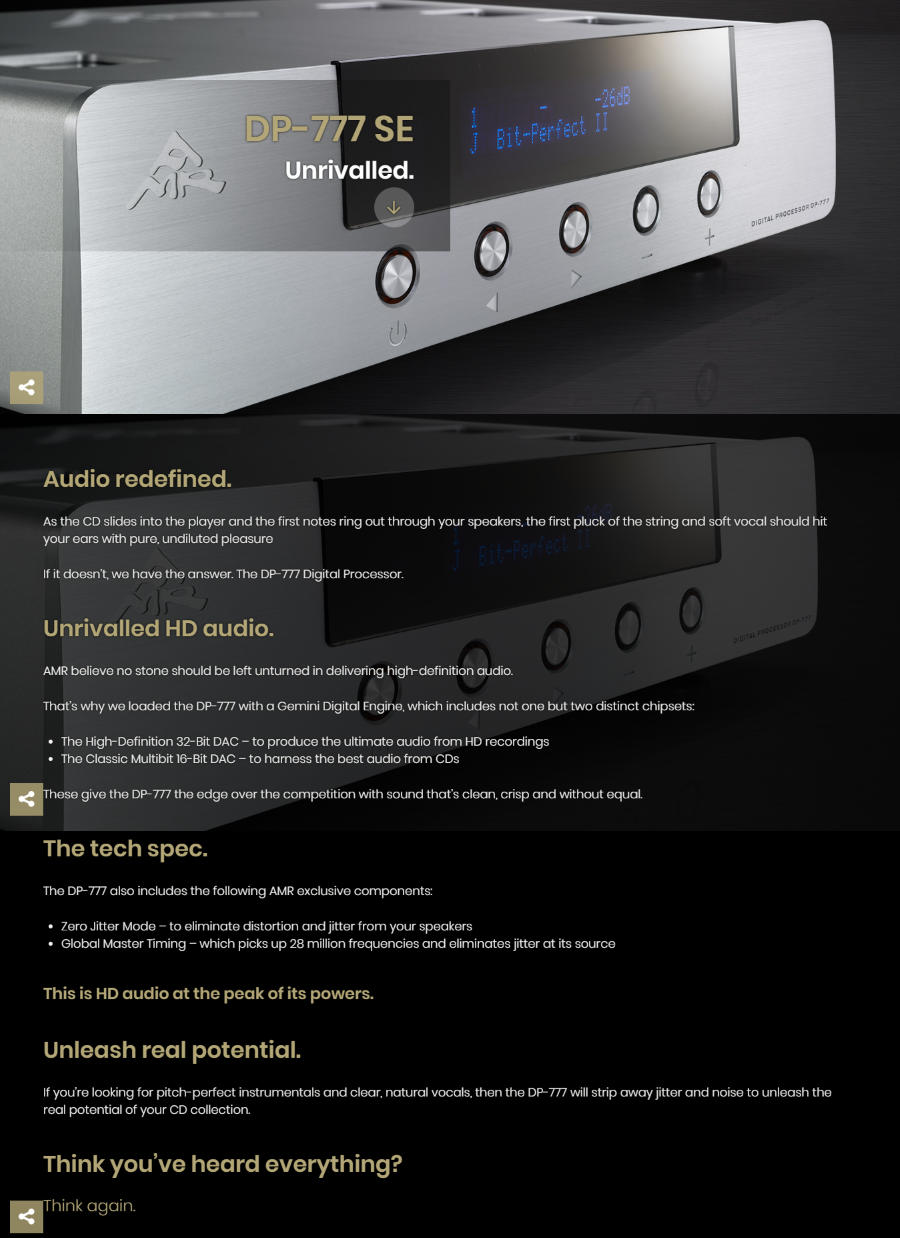 DP-777 SE
Unrivalled.
1 - -26dB
J Bit-Perfect II
DIGITAL PROCESSOR DP-777
AMR
Audio redefined.
As the CD slides into the player and the first notes ring out through your speakers, the first pluck of the string and soft vocal should hit
your ears with pure, undiluted pleasure
If it doesn't, we have the answer. The DP-777 Digital Processor.
Unrivalled HD audio.
AMR believe no stone should be left unturned in delivering high-definition audio.
That's why we loaded the DP-777 with a Gemini Digital Engine, which includes not one but two distinct chipsets:
• The High-Definition 32-Bit DAC – to produce the ultimate audio from HD recordings
• The Classic Multibit 16-Bit DAC – to harness the best audio from CDs
These give the DP-777 the edge over the competition with sound that's clean, crisp and without equal.
-26dB
J Bit-Perfect II
DIGITAL PROCESSOR DP-777
The tech spec.
The DP-777 also includes the following AMR exclusive components:
• Zero Jitter Mode – to eliminate distortion and jitter from your speakers
• Global Master Timing – which picks up 28 million frequencies and eliminates jitter at its source
This is HD audio at the peak of its powers.
Unleash real potential.
If you're looking for pitch-perfect instrumentals and clear, natural vocals, then the DP-777 will strip away jitter and noise to unleash the
real potential of your CD collection.
Think you've heard everything?
Think again.